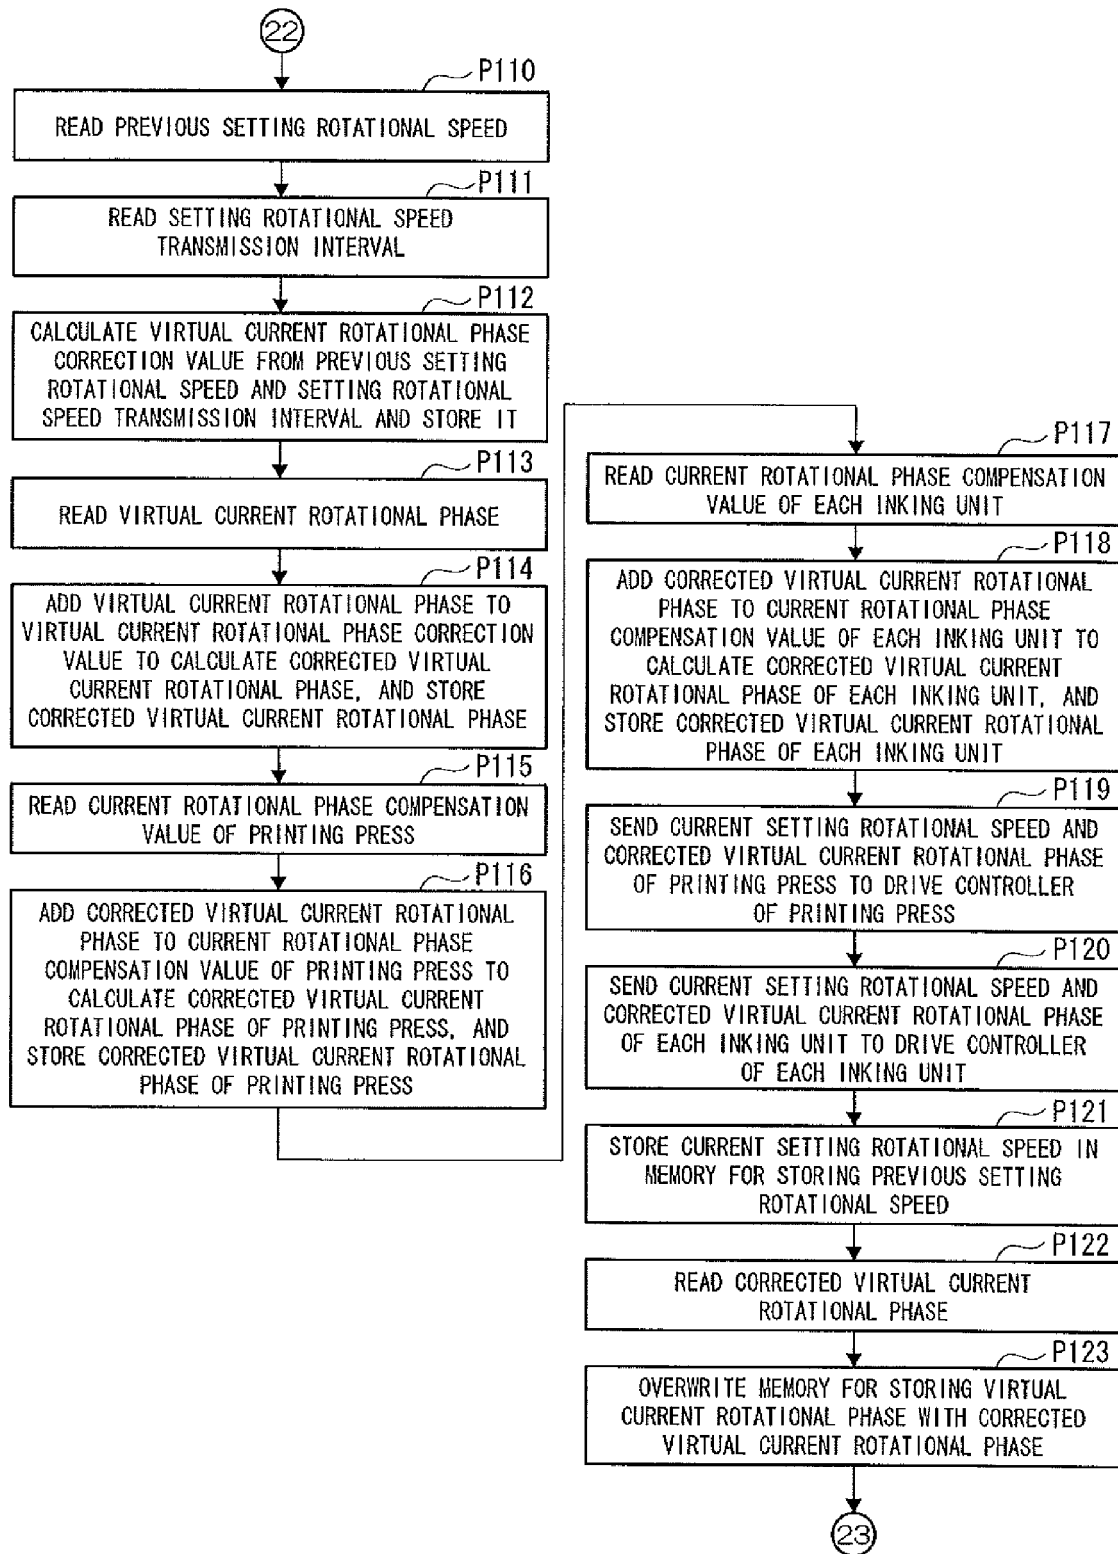 22
P110
READ PREVIOUS SETTING ROTATIONAL SPEED
P111
READ SETTING ROTATIONAL SPEED
TRANSMISSION INTERVAL
P112
CALCULATE VIRTUAL CURRENT ROTATIONAL PHASE
CORRECTION VALUE FROM PREVIOUS SETTING
ROTATIONAL SPEED AND SETTING ROTATIONAL
SPEED TRANSMISSION INTERVAL AND STORE IT
P113
READ VIRTUAL CURRENT ROTATIONAL PHASE
P114
ADD VIRTUAL CURRENT ROTATIONAL PHASE TO
VIRTUAL CURRENT ROTATIONAL PHASE CORRECTION
VALUE TO CALCULATE CORRECTED VIRTUAL
CURRENT ROTATIONAL PHASE, AND STORE
CORRECTED VIRTUAL CURRENT ROTATIONAL PHASE
P115
READ CURRENT ROTATIONAL PHASE COMPENSATION
VALUE OF PRINTING PRESS
P116
ADD CORRECTED VIRTUAL CURRENT ROTATIONAL
PHASE TO CURRENT ROTATIONAL PHASE
COMPENSATION VALUE OF PRINTING PRESS TO
CALCULATE CORRECTED VIRTUAL CURRENT
ROTATIONAL PHASE OF PRINTING PRESS, AND
STORE CORRECTED VIRTUAL CURRENT ROTATIONAL
PHASE OF PRINTING PRESS
P117
READ CURRENT ROTATIONAL PHASE COMPENSATION
VALUE OF EACH INKING UNIT
P118
ADD CORRECTED VIRTUAL CURRENT ROTATIONAL
PHASE TO CURRENT ROTATIONAL PHASE
COMPENSATION VALUE OF EACH INKING UNIT TO
CALCULATE CORRECTED VIRTUAL CURRENT
ROTATIONAL PHASE OF EACH INKING UNIT, AND
STORE CORRECTED VIRTUAL CURRENT ROTATIONAL
PHASE OF EACH INKING UNIT
P119
SEND CURRENT SETTING ROTATIONAL SPEED AND
CORRECTED VIRTUAL CURRENT ROTATIONAL PHASE
OF PRINTING PRESS TO DRIVE CONTROLLER
OF PRINTING PRESS
P120
SEND CURRENT SETTING ROTATIONAL SPEED AND
CORRECTED VIRTUAL CURRENT ROTATIONAL PHASE
OF EACH INKING UNIT TO DRIVE CONTROLLER
OF EACH INKING UNIT
P121
STORE CURRENT SETTING ROTATIONAL SPEED IN
MEMORY FOR STORING PREVIOUS SETTING
ROTATIONAL SPEED
P122
READ CORRECTED VIRTUAL CURRENT
ROTATIONAL PHASE
P123
OVERWRITE MEMORY FOR STORING VIRTUAL
CURRENT ROTATIONAL PHASE WITH CORRECTED
VIRTUAL CURRENT ROTATIONAL PHASE
23